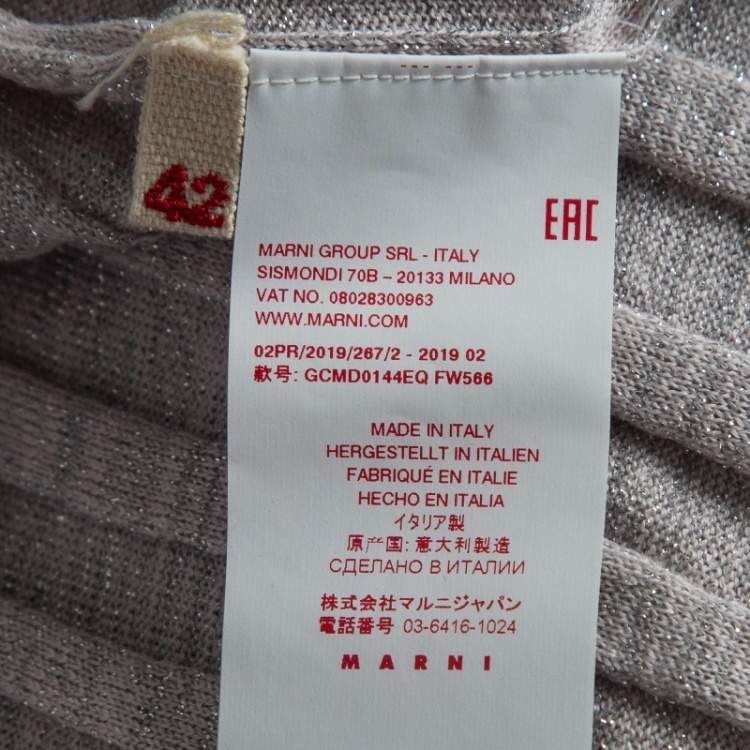 42
EAC
MARNI GROUP SRL - ITALY
SISMONDI 70B – 20133 MILANO
VAT NO. 08028300963
WWW.MARNI.COM
02PR/2019/267/2 - 2019 02
款号: GCMD0144EQ FW566
MADE IN ITALY
HERGESTELLT IN ITALIEN
FABRIQUÉ EN ITALIE
HECHO EN ITALIA
イタリア製
原产国: 意大利製造
СДЕЛАНО В ИТАЛИИ
株式会社マルニジャパン
電話番号 03-6416-1024
MARNI